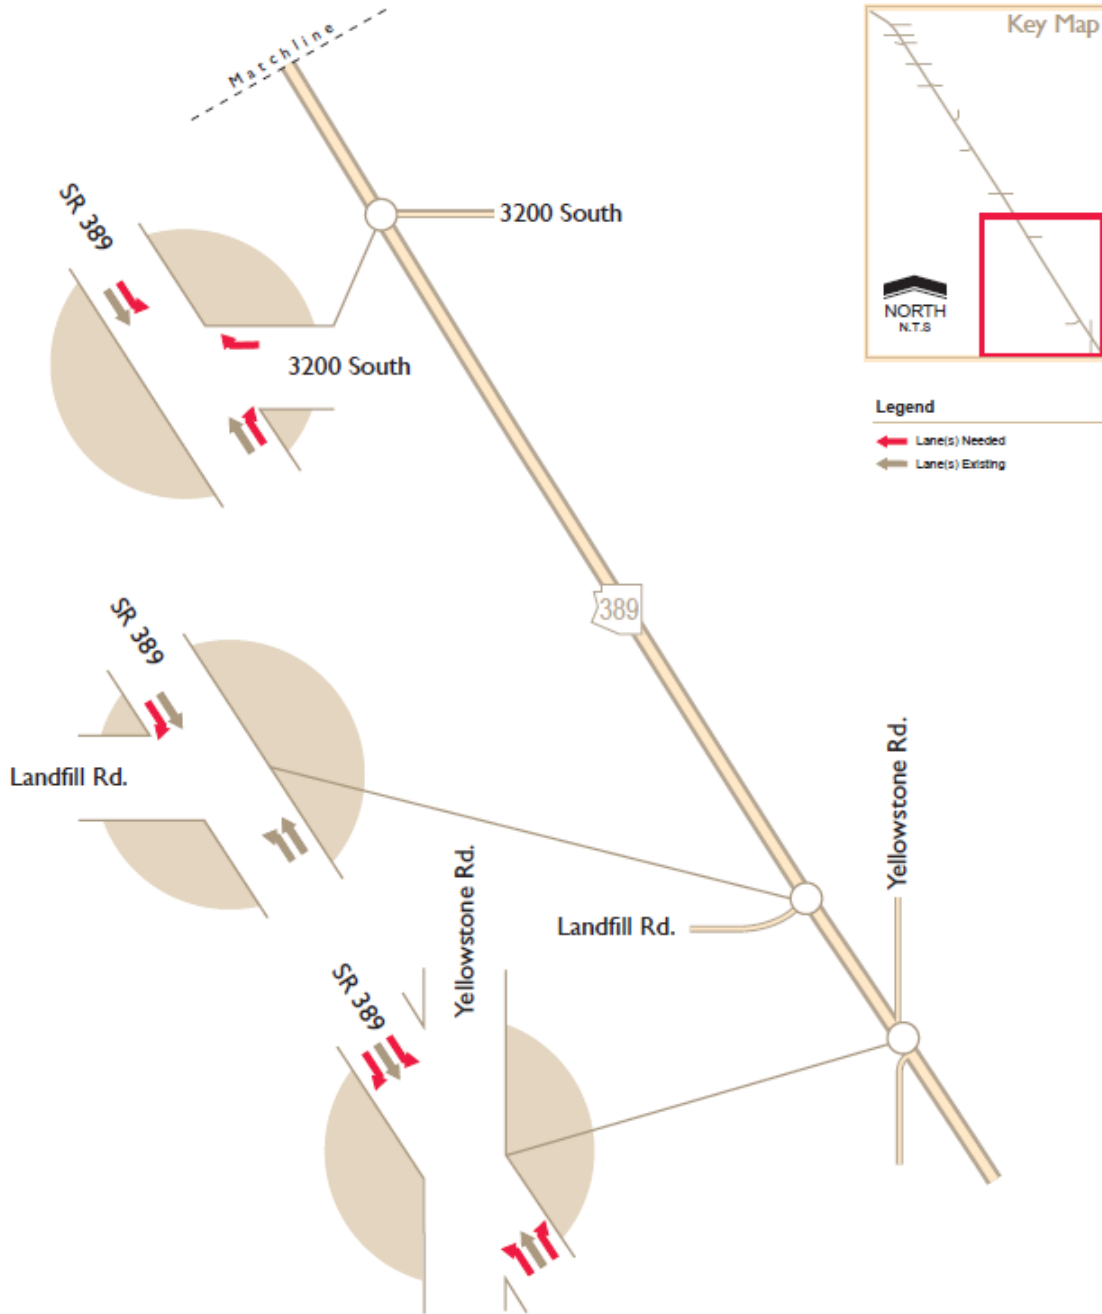 Matchline
Key Map
SR 389
3200 South
3200 South
NORTH
N.T.S
Legend
Lane(s) Needed
Lane(s) Existing
389
SR 389
Landfill Rd.
Yellowstone Rd.
Yellowstone Rd.
Landfill Rd.
SR 389